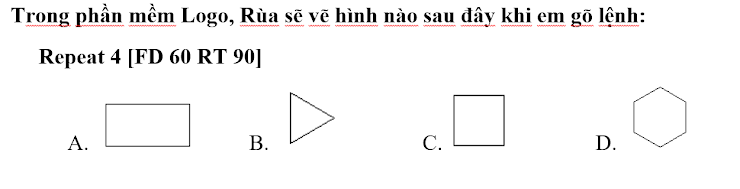 Trong phần mềm Logo, Rùa sẽ vẽ hình nào sau đây khi em gõ lệnh:
Repeat 4 [FD 60 RT 90]
A. B. C. D.